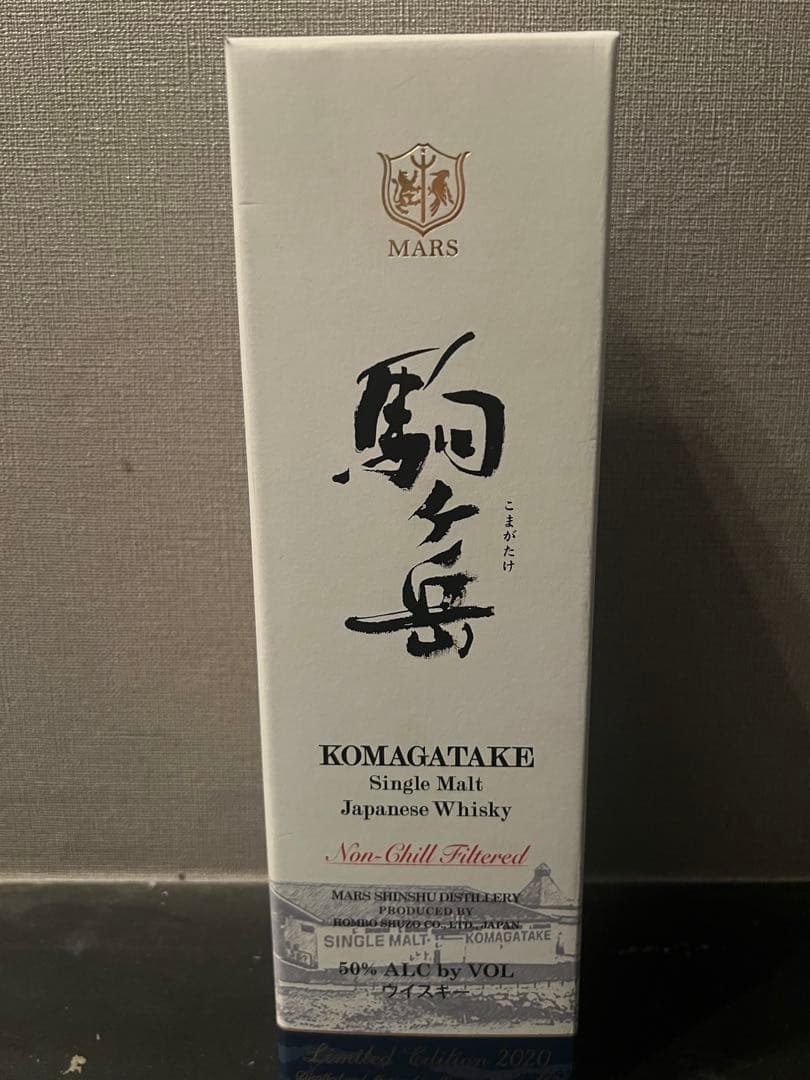 MARS
駒ヶ岳
こまがたけ
KOMAGATAKE
Single Malt
Japanese Whisky
Non-Chill Filtered
MARS SHINSHU DISTILLERY
PRODUCED BY
HOMBO SHUZO CO., LTD., JAPAN
SINGLE MALT KOMAGATAKE
50% ALC by VOL
ウイスキー
Limited Edition 2020